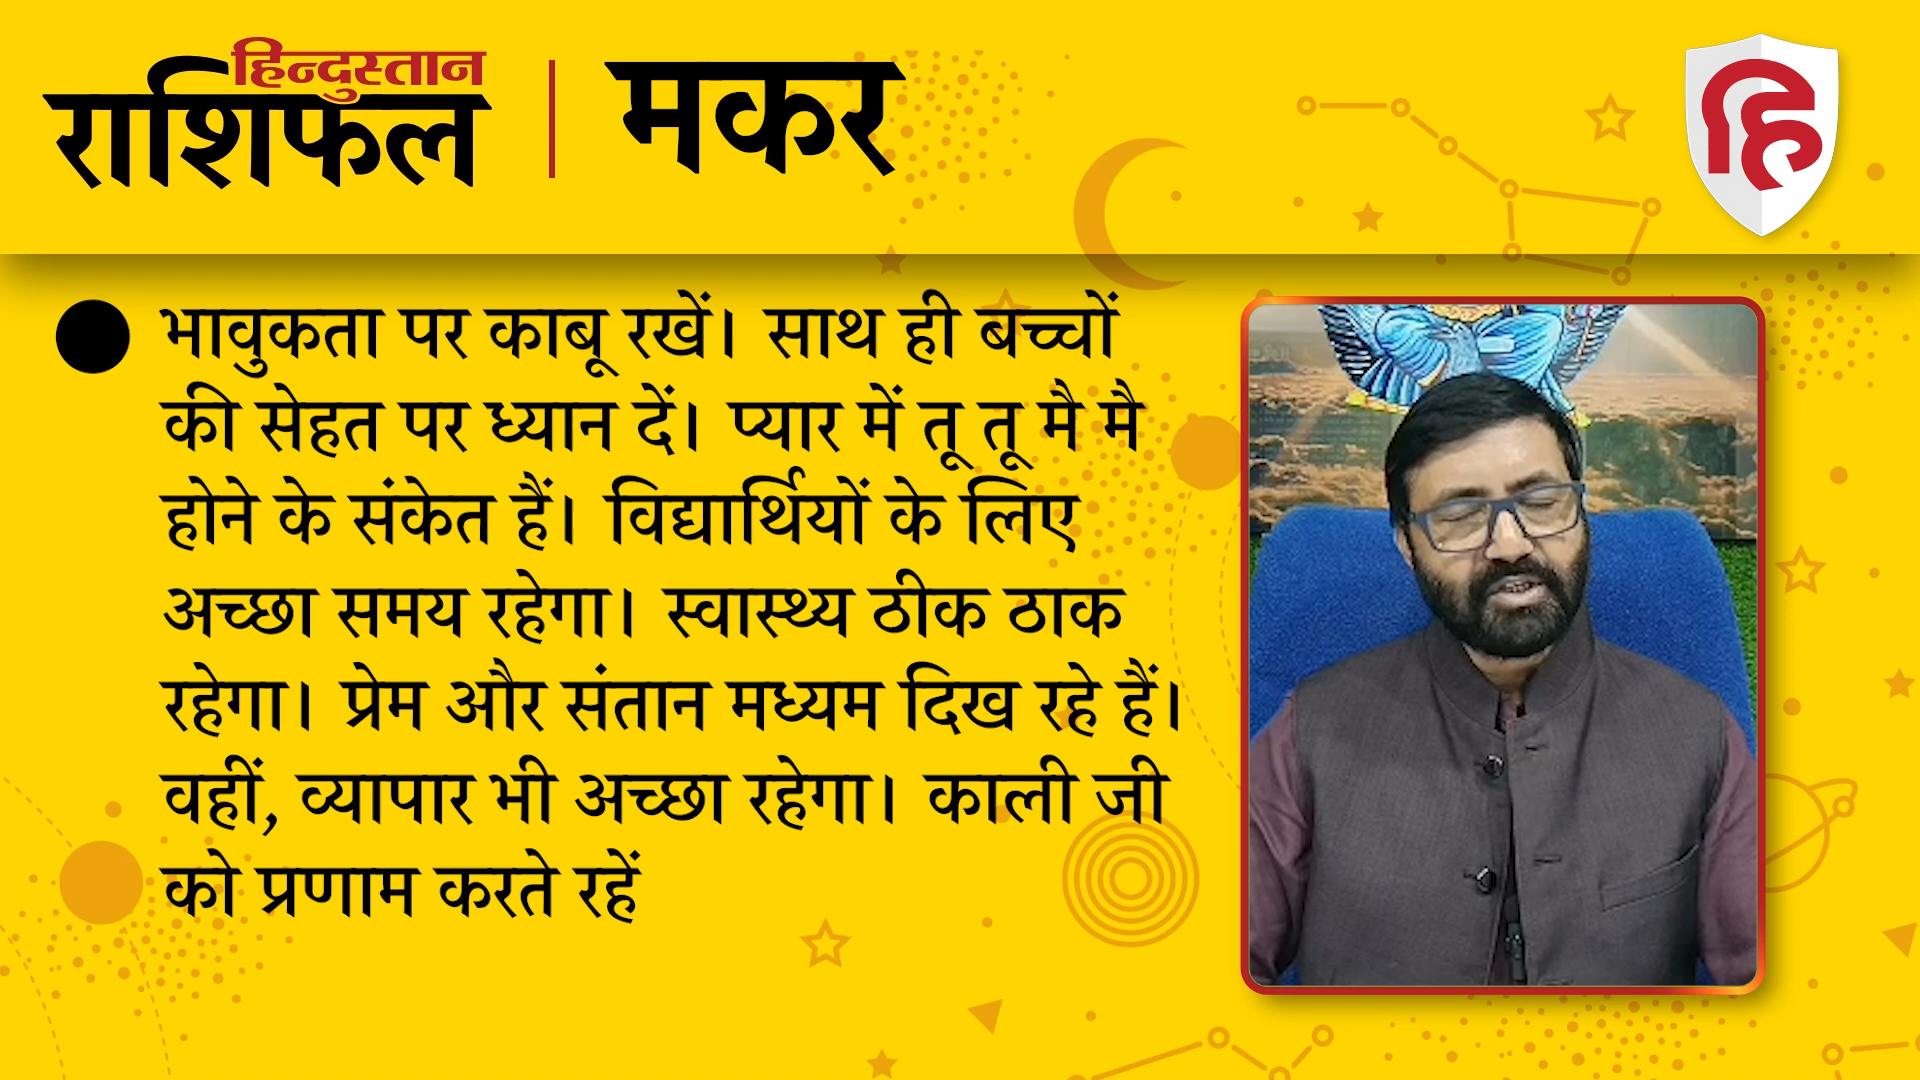 हिन्दुस्तान
राशिफल
मकर
हि
भावुकता पर काबू रखें। साथ ही बच्चों
की सेहत पर ध्यान दें। प्यार में तू तू मै मै
होने के संकेत हैं। विद्यार्थियों के लिए
अच्छा समय रहेगा। स्वास्थ्य ठीक ठाक
रहेगा। प्रेम और संतान मध्यम दिख रहे हैं।
वहीं, व्यापार भी अच्छा रहेगा। काली जी
को प्रणाम करते रहें